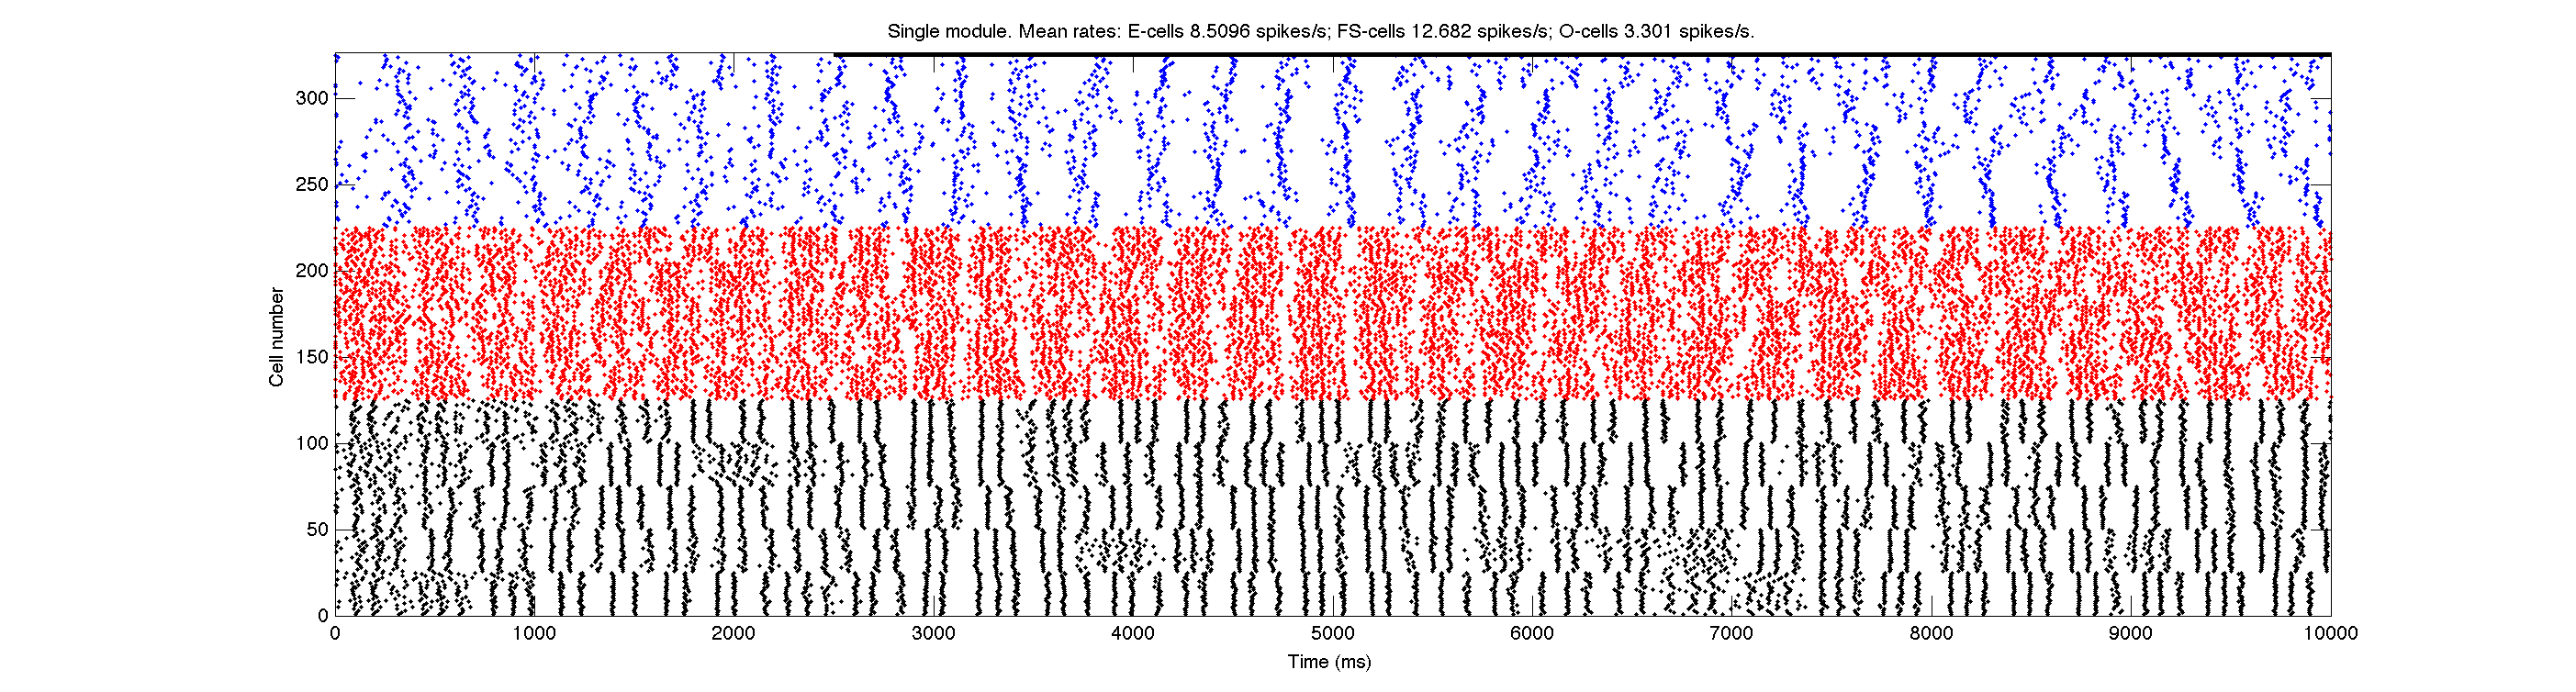 Single module. Mean rates: E-cells 8.5096 spikes/s; FS-cells 12.682 spikes/s; O-cells 3.301 spikes/s.
300
250
200
150
100
50
0
Cell number
0 1000 2000 3000 4000 5000 6000 7000 8000 9000 10000
Time (ms)